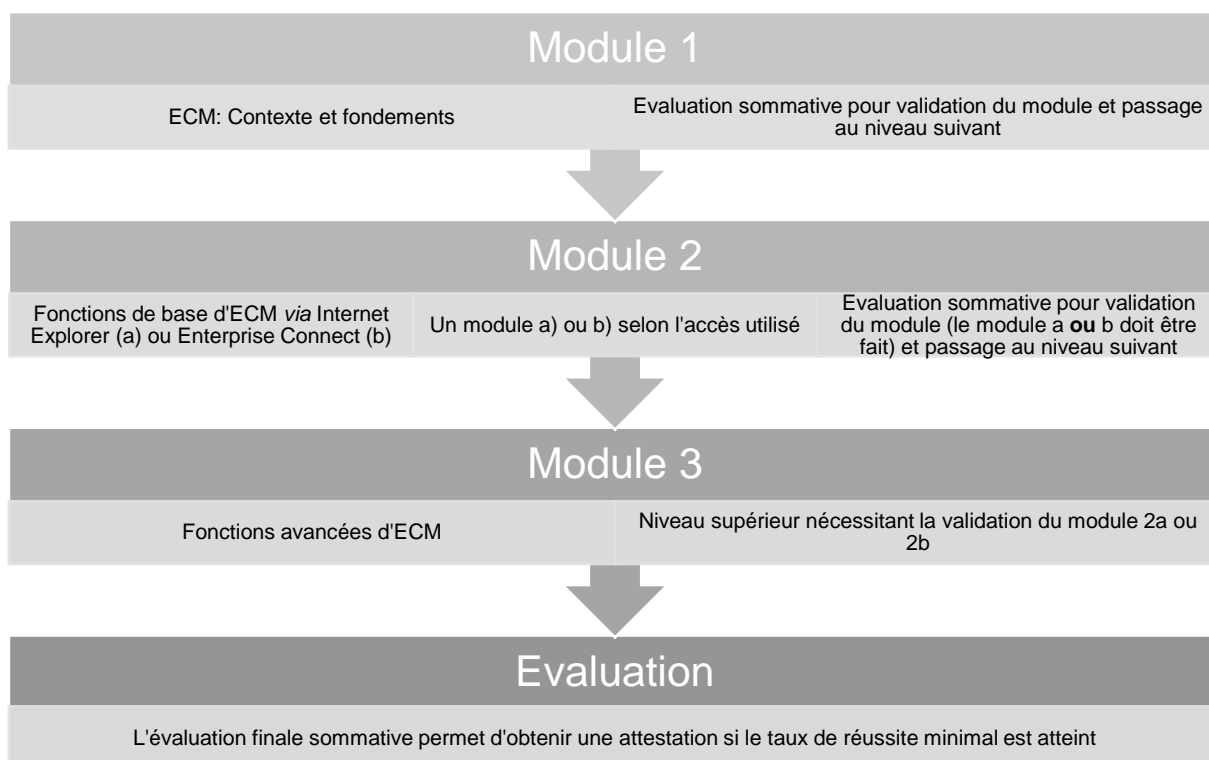 Module 1
ECM: Contexte et fondements
Evaluation sommative pour validation du module et passage
au niveau suivant
Module 2
Fonctions de base d'ECM via Internet
Explorer (a) ou Enterprise Connect (b)
Un module a) ou b) selon l'accès utilisé
Evaluation sommative pour validation
du module (le module a ou b doit être
fait) et passage au niveau suivant
Module 3
Fonctions avancées d'ECM
Niveau supérieur nécessitant la validation du module 2a ou
2b
Evaluation
L'évaluation finale sommative permet d'obtenir une attestation si le taux de réussite minimal est atteint